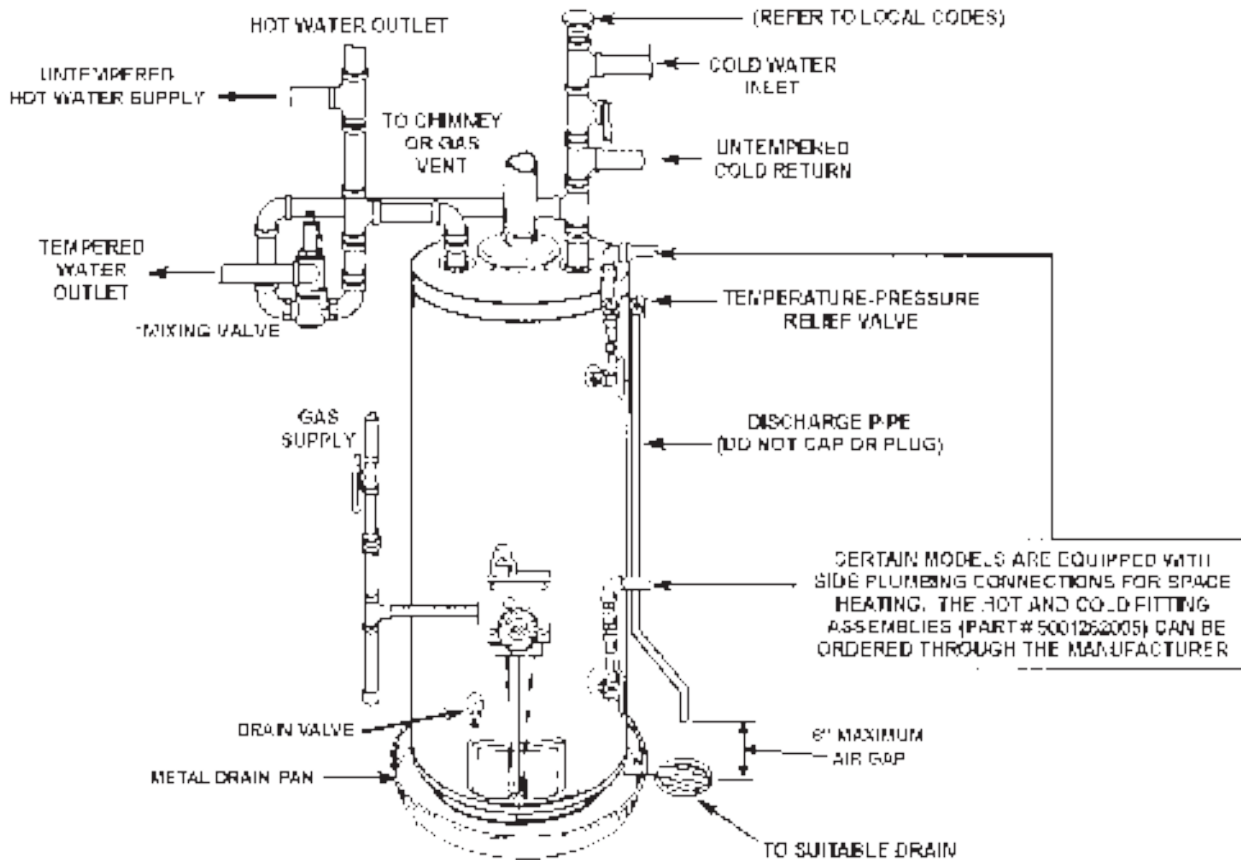 (REFER TO LOCAL CODES)
HOT WATER OUTLET
UNTEMPERED
HOT WATER SUPPLY
COLD WATER
INLET
TO CHIMNEY
OR GAS
VENT
UNTEMPERED
COLD RETURN
TEMPERED
WATER
OUTLET
*MIXING VALVE
TEMPERATURE-PRESSURE
RELIEF VALVE
GAS
SUPPLY
DISCHARGE PIPE
(DO NOT CAP OR PLUG)
CERTAIN MODELS ARE EQUIPPED WITH
SIDE PLUMBING CONNECTIONS FOR SPACE
HEATING. THE HOT AND COLD FITTING
ASSEMBLIES (PART # 9001262005) CAN BE
ORDERED THROUGH THE MANUFACTURER
DRAIN VALVE
6" MAXIMUM
AIR GAP
METAL DRAIN PAN
TO SUITABLE DRAIN